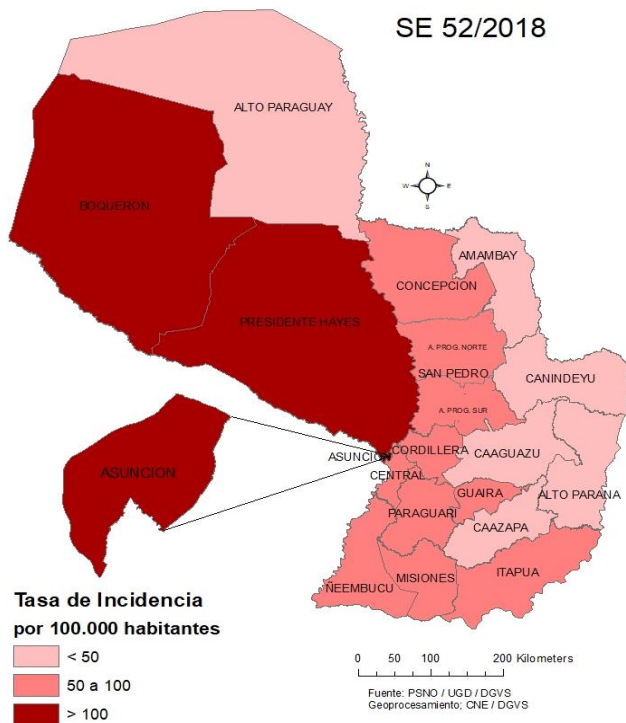 SE 52/2018
ALTO PARAGUAY
N
W E
S
BOQUERON
AMAMBAY
CONCEPCION
PRESIDENTE HAYES
A. PROG. NORTE
SAN PEDRO
CANINDEYU
A. PROG. SUR
ASUNCION
CORDILLERA
CAAGUAZU
ASUNCION
CENTRAL
GUAIRA
ALTO PARANA
PARAGUARI
CAAZAPA
ÑEEMBUCU
MISIONES
ITAPUA
Tasa de Incidencia
por 100.000 habitantes
< 50
50 a 100
> 100
0 50 100 200 Kilometers
Fuente: PSNO / UGD / DGVS
Geoprocesamiento; CNE / DGVS